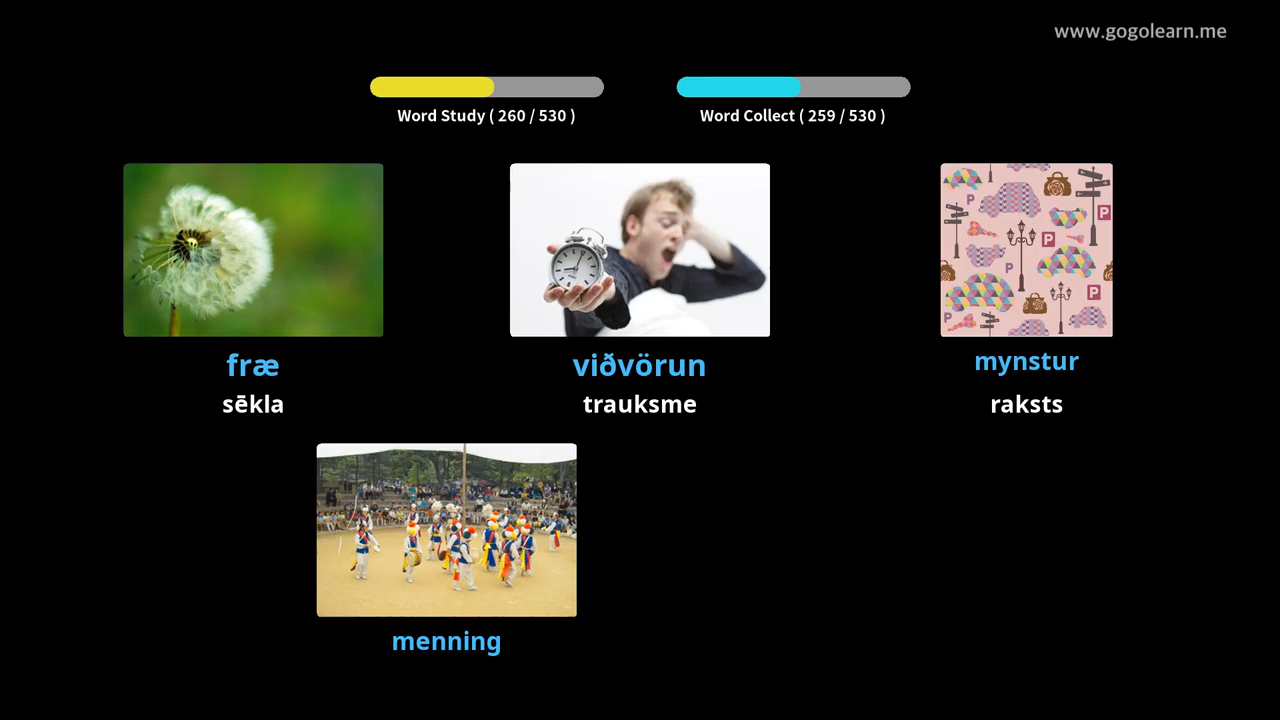 www.gogolearn.me
Word Study ( 260 / 530 )
Word Collect ( 259 / 530 )
fræ
sēkla
viðvörun
trauksme
mynstur
raksts
menning